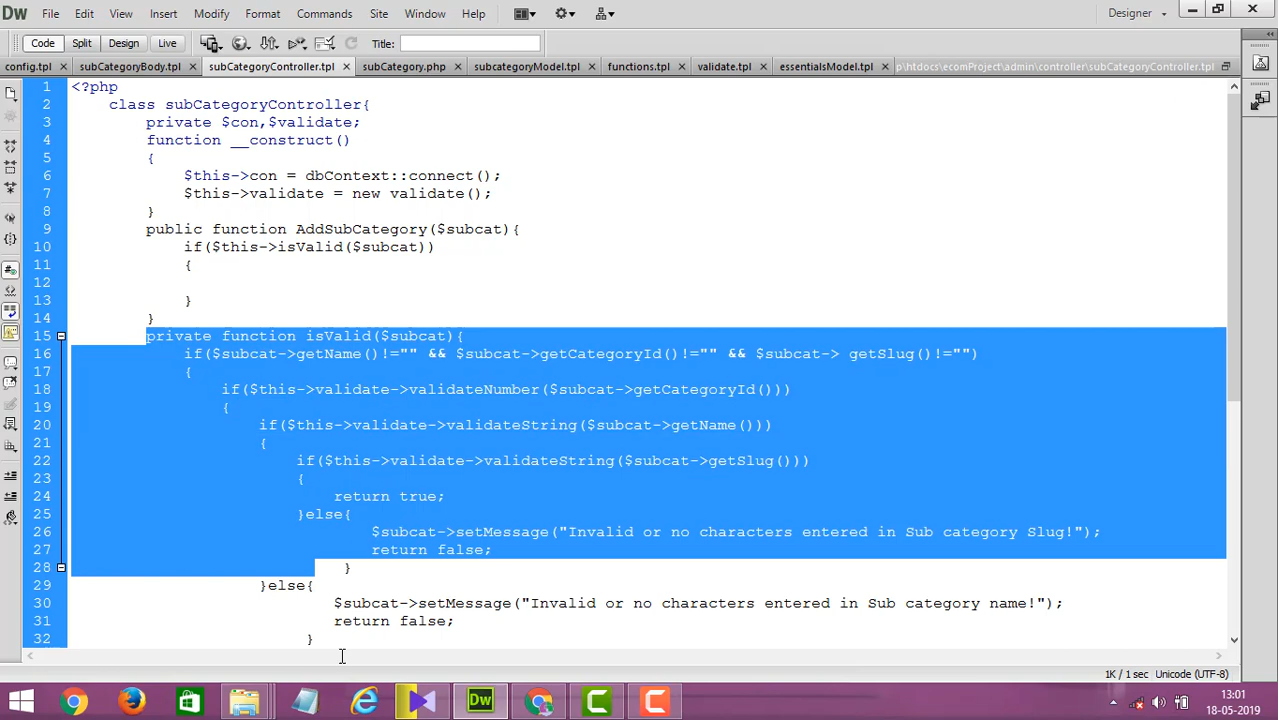 Dw File Edit View Insert Modify Format Commands Site Window Help Designer
Code Split Design Live Title:
config.tpl subCategoryBody.tpl subCategoryController.tpl subCategory.php subcategoryModel.tpl functions.tpl validate.tpl essentialsModel.tpl p\htdocs\ecomProject\admin\controller\subCategoryController.tpl
1 <?php
2 class subCategoryController{
3 private $con,$validate;
4 function __construct()
5 {
6 $this->con = dbContext::connect();
7 $this->validate = new validate();
8 }
9 public function AddSubCategory($subcat){
10 if($this->isValid($subcat))
11 {
12
13 }
14 }
15 private function isValid($subcat){
16 if($subcat->getName()!="" && $subcat->getCategoryId()!="" && $subcat-> getSlug()!="")
17 {
18 if($this->validate->validateNumber($subcat->getCategoryId()))
19 {
20 if($this->validate->validateString($subcat->getName()))
21 {
22 if($this->validate->validateString($subcat->getSlug()))
23 {
24 return true;
25 }else{
26 $subcat->setMessage("Invalid or no characters entered in Sub category Slug!");
27 return false;
28 }
29 }else{
30 $subcat->setMessage("Invalid or no characters entered in Sub category name!");
31 return false;
32 }
1K / 1 sec Unicode (UTF-8)
Dw
13:01
18-05-2019